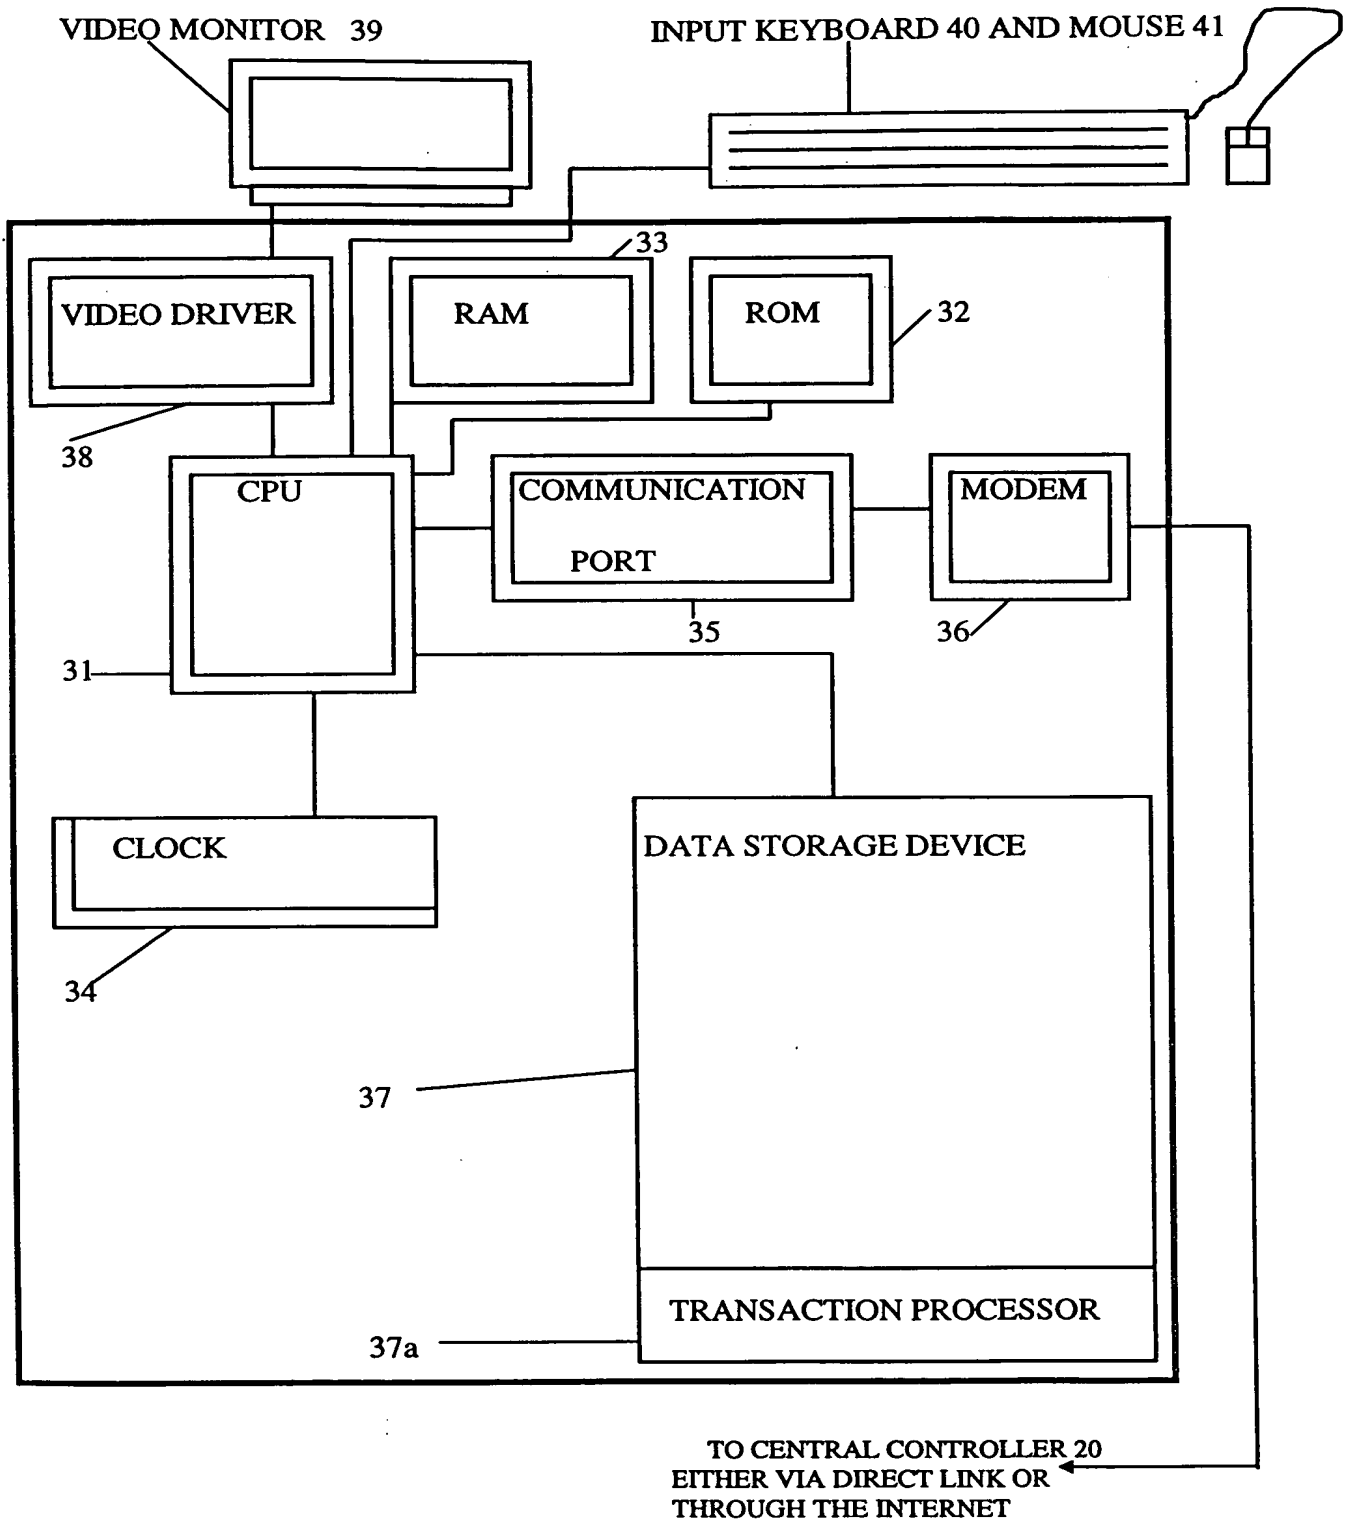 VIDEO MONITOR 39
INPUT KEYBOARD 40 AND MOUSE 41
33
VIDEO DRIVER
RAM
ROM
32
38
CPU
COMMUNICATION
PORT
MODEM
35
36
31
CLOCK
DATA STORAGE DEVICE
34
37
TRANSACTION PROCESSOR
37a
TO CENTRAL CONTROLLER 20
EITHER VIA DIRECT LINK OR
THROUGH THE INTERNET